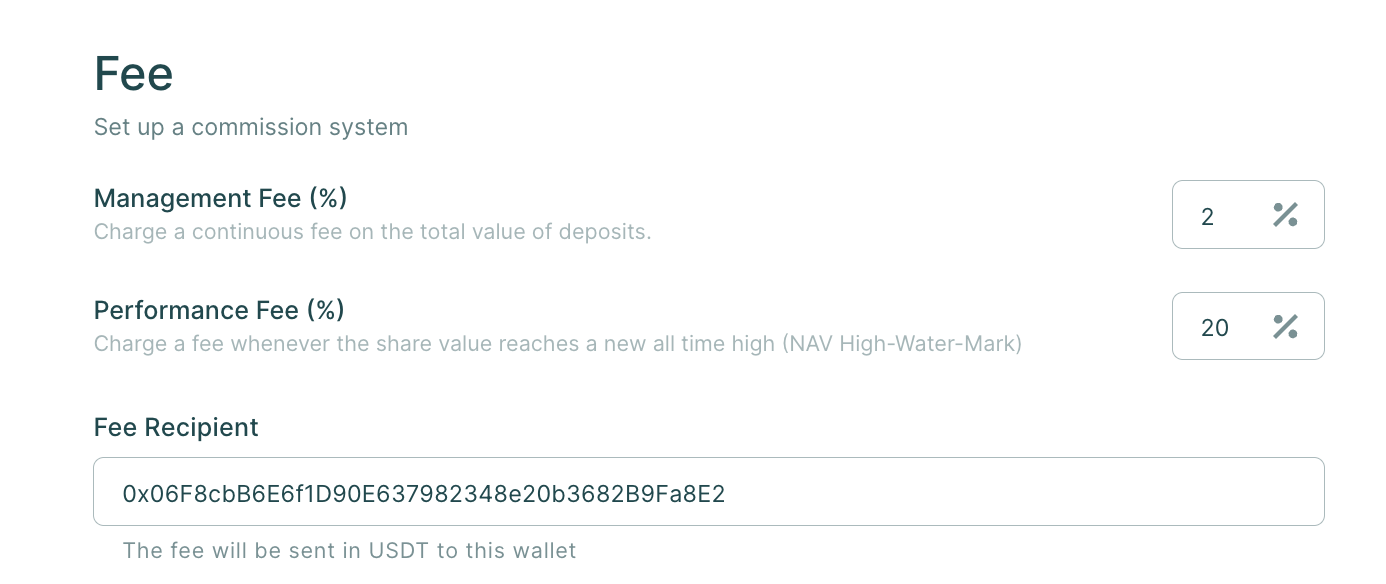 Fee
Set up a commission system
Management Fee (%)
Charge a continuous fee on the total value of deposits.
2 %
Performance Fee (%)
Charge a fee whenever the share value reaches a new all time high (NAV High-Water-Mark)
20 %
Fee Recipient
0x06F8cbB6E6f1D90E637982348e20b3682B9Fa8E2
The fee will be sent in USDT to this wallet